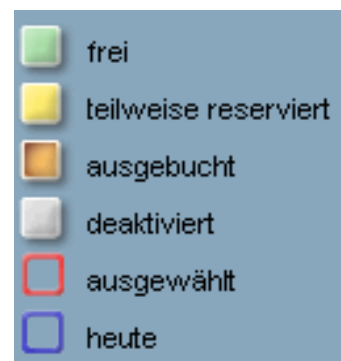 frei
teilweise reserviert
ausgebucht
deaktiviert
ausgewählt
heute